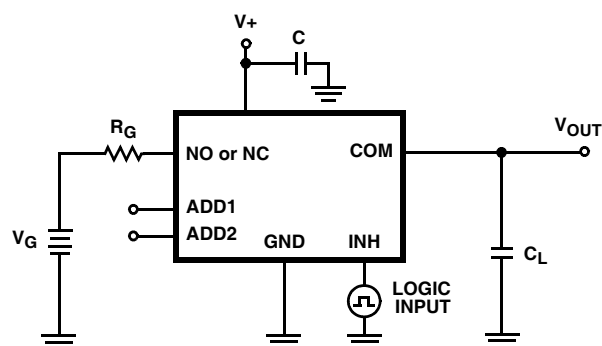 V+
C
RG
NO or NC
COM
VOUT
ADD1
ADD2
GND
INH
VG
LOGIC
INPUT
CL